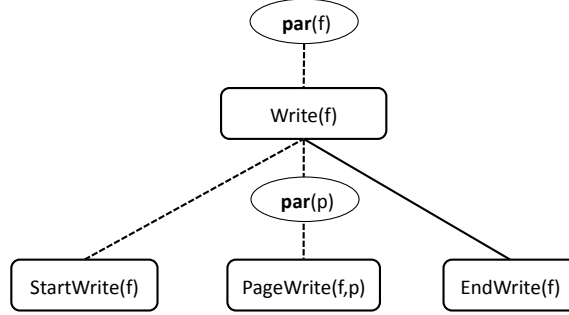 par(f)
Write(f)
par(p)
StartWrite(f) PageWrite(f,p) EndWrite(f)